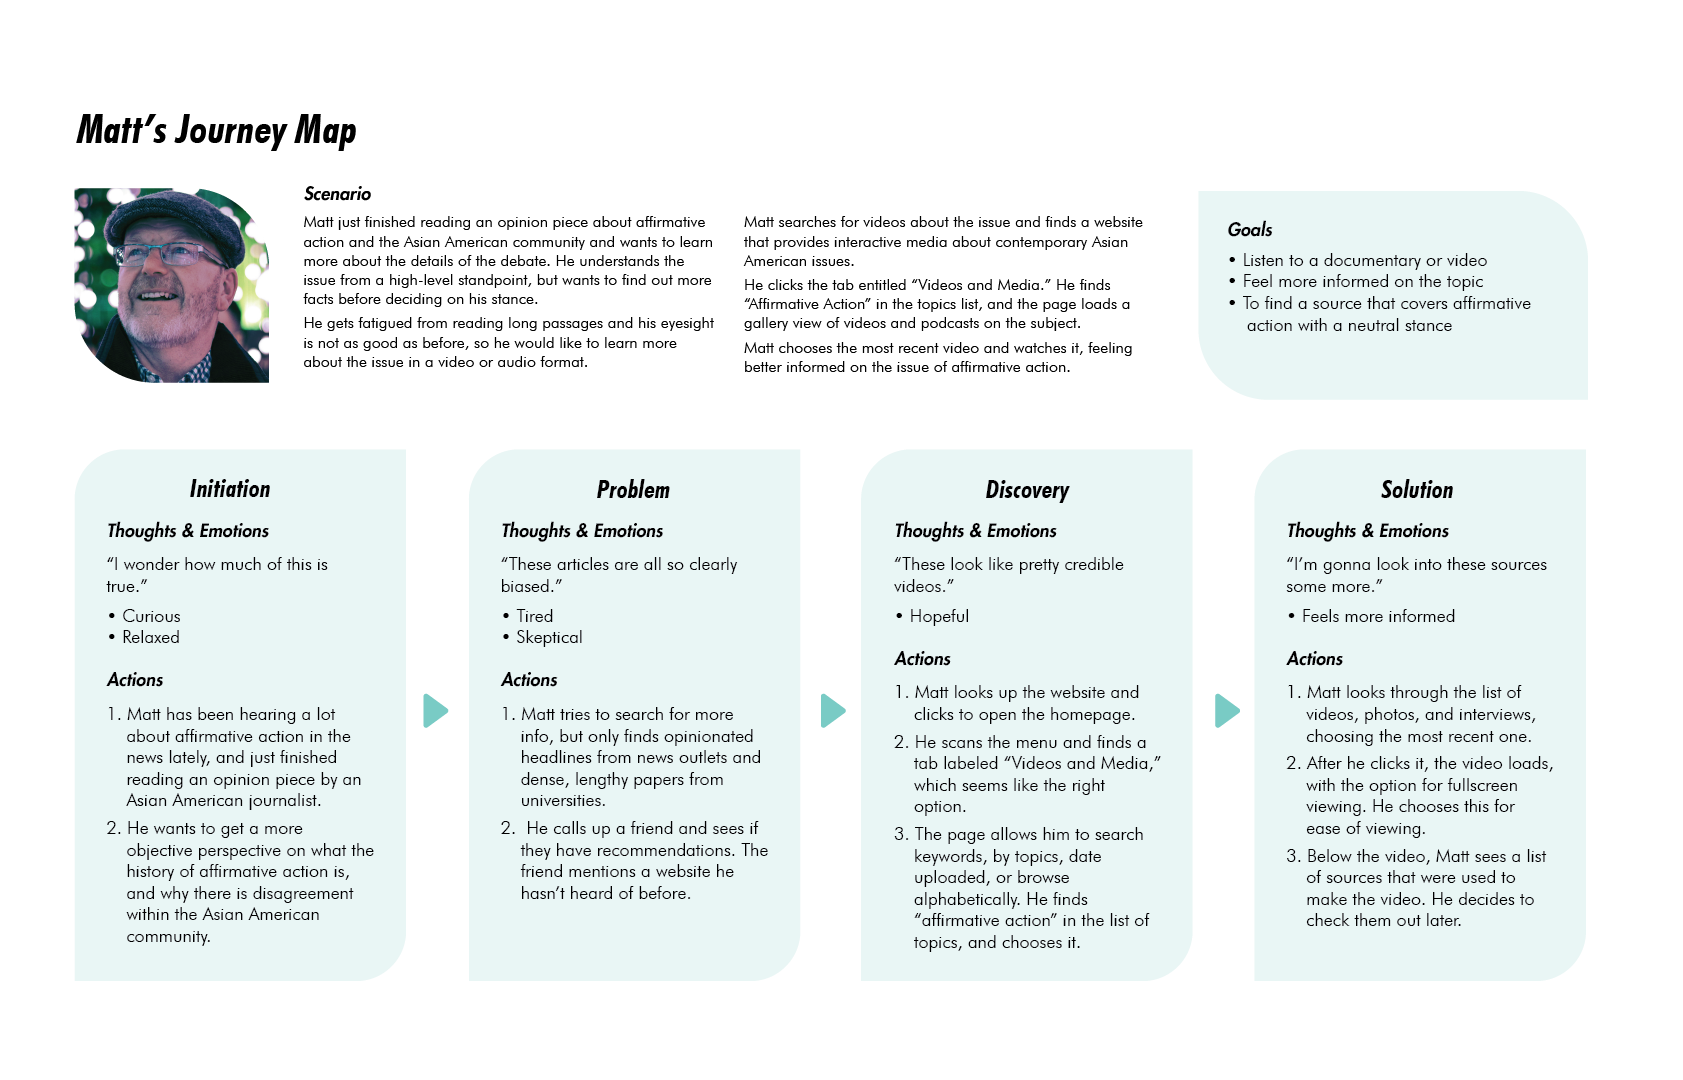 Matt’s Journey Map
Scenario
Matt just finished reading an opinion piece about affirmative
action and the Asian American community and wants to learn
more about the details of the debate. He understands the
issue from a high-level standpoint, but wants to find out more
facts before deciding on his stance.
He gets fatigued from reading long passages and his eyesight
is not as good as before, so he would like to learn more
about the issue in a video or audio format.
Matt searches for videos about the issue and finds a website
that provides interactive media about contemporary Asian
American issues.
He clicks the tab entitled “Videos and Media.” He finds
“Affirmative Action” in the topics list, and the page loads a
gallery view of videos and podcasts on the subject.
Matt chooses the most recent video and watches it, feeling
better informed on the issue of affirmative action.
Goals
• Listen to a documentary or video
• Feel more informed on the topic
• To find a source that covers affirmative
action with a neutral stance
Initiation
Thoughts & Emotions
“I wonder how much of this is
true.”
• Curious
• Relaxed
Actions
1. Matt has been hearing a lot
about affirmative action in the
news lately, and just finished
reading an opinion piece by an
Asian American journalist.
2. He wants to get a more
objective perspective on what the
history of affirmative action is,
and why there is disagreement
within the Asian American
community.
Problem
Thoughts & Emotions
“These articles are all so clearly
biased.”
• Tired
• Skeptical
Actions
1. Matt tries to search for more
info, but only finds opinionated
headlines from news outlets and
dense, lengthy papers from
universities.
2. He calls up a friend and sees if
they have recommendations. The
friend mentions a website he
hasn’t heard of before.
Discovery
Thoughts & Emotions
“These look like pretty credible
videos.”
• Hopeful
Actions
1. Matt looks up the website and
clicks to open the homepage.
2. He scans the menu and finds a
tab labeled “Videos and Media,”
which seems like the right
option.
3. The page allows him to search
keywords, by topics, date
uploaded, or browse
alphabetically. He finds
“affirmative action” in the list of
topics, and chooses it.
Solution
Thoughts & Emotions
“I’m gonna look into these sources
some more.”
• Feels more informed
Actions
1. Matt looks through the list of
videos, photos, and interviews,
choosing the most recent one.
2. After he clicks it, the video loads,
with the option for fullscreen
viewing. He chooses this for
ease of viewing.
3. Below the video, Matt sees a list
of sources that were used to
make the video. He decides to
check them out later.